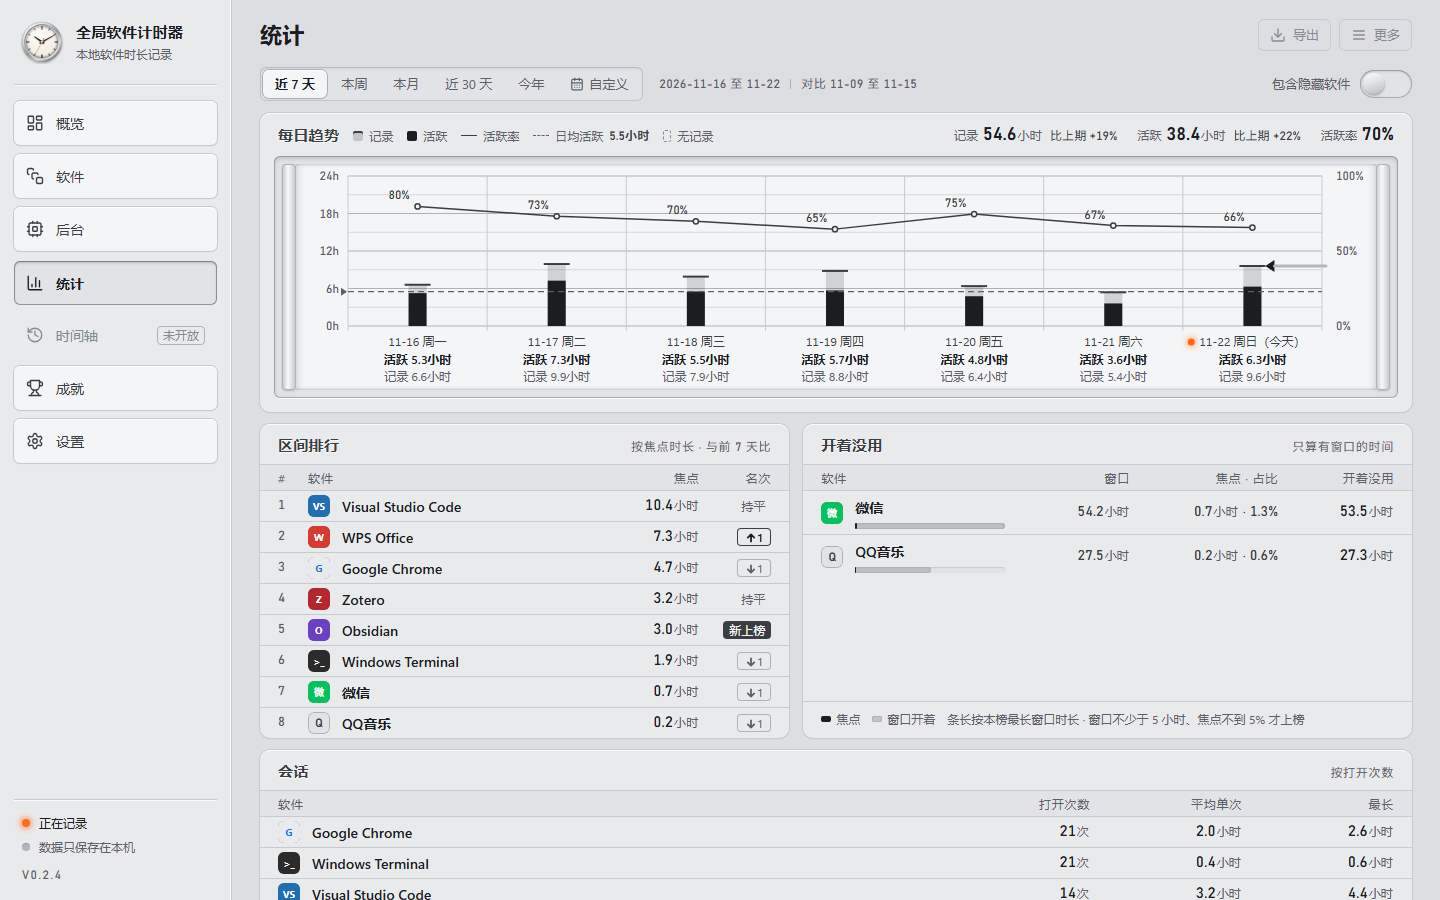 全局软件计时器
本地软件时长记录
概览
软件
后台
统计
时间轴 未开放
成就
设置
正在记录
数据只保存在本机
V0.2.4
统计
导出 更多
近 7 天 本周 本月 近 30 天 今年 自定义 2026-11-16 至 11-22 对比 11-09 至 11-15 包含隐藏软件
每日趋势 记录 活跃 活跃率 日均活跃 5.5小时 无记录 记录 54.6小时 比上期 +19% 活跃 38.4小时 比上期 +22% 活跃率 70%
24h 100%
80% 73% 70% 65% 75% 67% 66%
18h
12h 50%
6h
0h 0%
11-16 周一 11-17 周二 11-18 周三 11-19 周四 11-20 周五 11-21 周六 11-22 周日（今天）
活跃 5.3小时 活跃 7.3小时 活跃 5.5小时 活跃 5.7小时 活跃 4.8小时 活跃 3.6小时 活跃 6.3小时
记录 6.6小时 记录 9.9小时 记录 7.9小时 记录 8.8小时 记录 6.4小时 记录 5.4小时 记录 9.6小时
区间排行 按焦点时长 · 与前 7 天比
# 软件 焦点 名次
1 VS Visual Studio Code 10.4小时 持平
2 W WPS Office 7.3小时 ↑1
3 G Google Chrome 4.7小时 ↓1
4 Z Zotero 3.2小时 持平
5 O Obsidian 3.0小时 新上榜
6 >_ Windows Terminal 1.9小时 ↓1
7 微 微信 0.7小时 ↓1
8 Q QQ音乐 0.2小时 ↓1
开着没用 只算有窗口的时间
软件 窗口 焦点 · 占比 开着没用
微 微信 54.2小时 0.7小时 · 1.3% 53.5小时
Q QQ音乐 27.5小时 0.2小时 · 0.6% 27.3小时
焦点 窗口开着 条长按本榜最长窗口时长 · 窗口不少于 5 小时、焦点不到 5% 才上榜
会话 按打开次数
软件 打开次数 平均单次 最长
G Google Chrome 21次 2.0小时 2.6小时
>_ Windows Terminal 21次 0.4小时 0.6小时
VS Visual Studio Code 14次 3.2小时 4.4小时